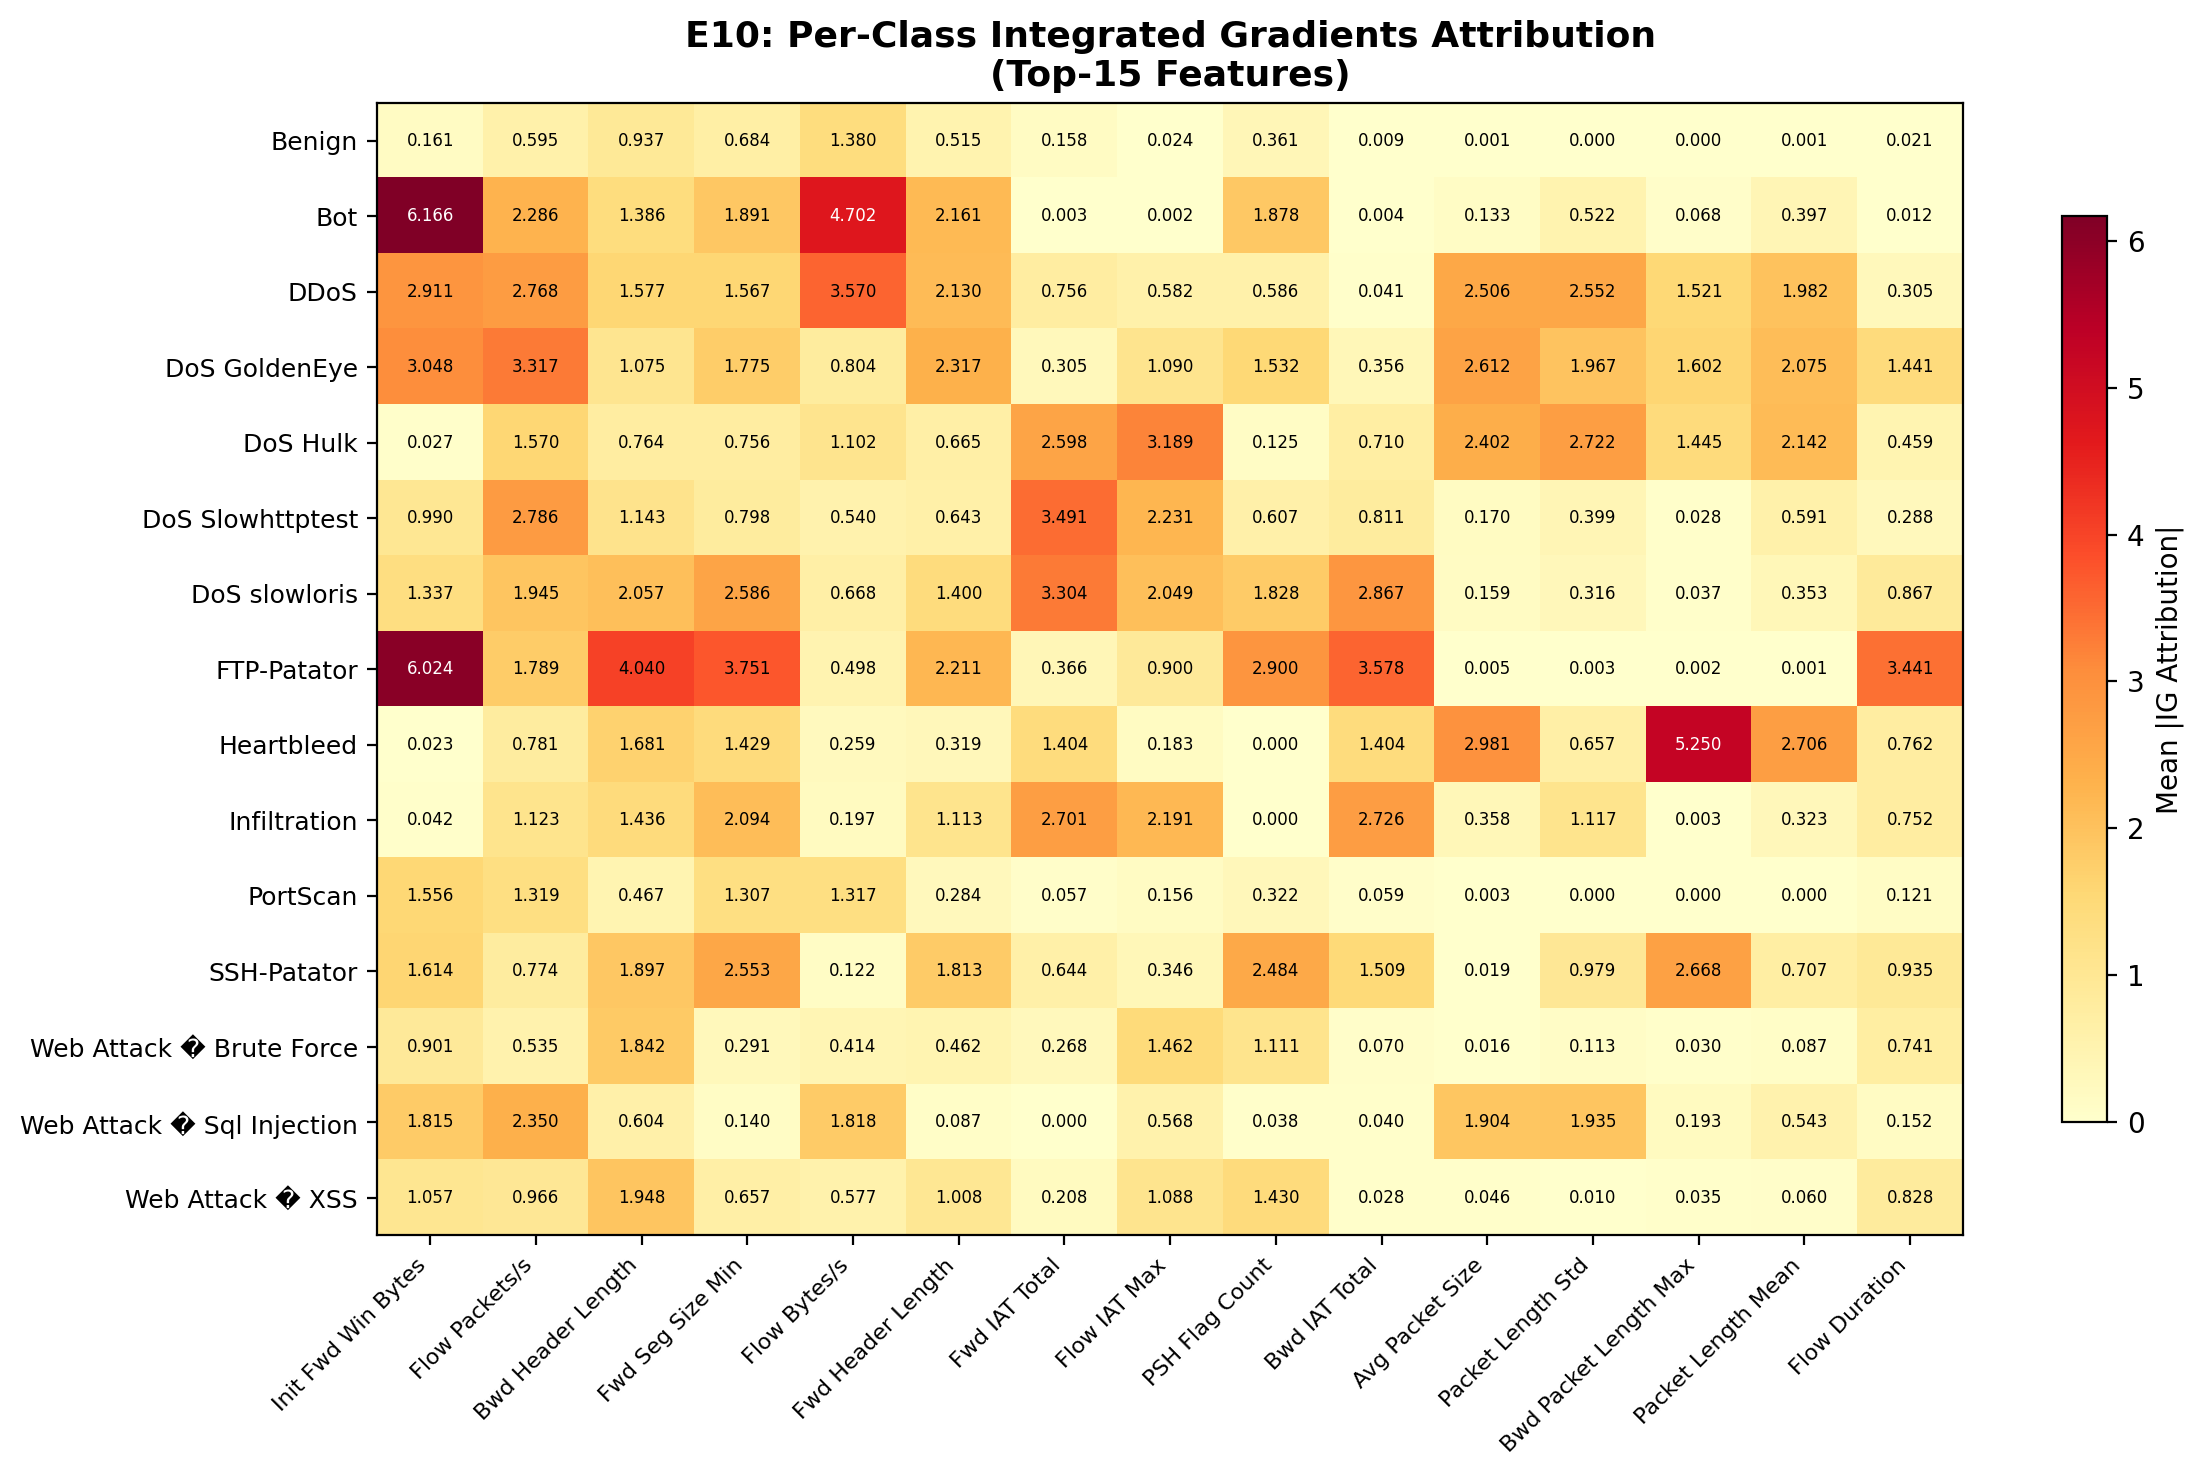 E10: Per-Class Integrated Gradients Attribution
(Top-15 Features)
Benign 0.161 0.595 0.937 0.684 1.380 0.515 0.158 0.024 0.361 0.009 0.001 0.000 0.000 0.001 0.021
Bot 6.166 2.286 1.386 1.891 4.702 2.161 0.003 0.002 1.878 0.004 0.133 0.522 0.068 0.397 0.012
DDoS 2.911 2.768 1.577 1.567 3.570 2.130 0.756 0.582 0.586 0.041 2.506 2.552 1.521 1.982 0.305
DoS GoldenEye 3.048 3.317 1.075 1.775 0.804 2.317 0.305 1.090 1.532 0.356 2.612 1.967 1.602 2.075 1.441
DoS Hulk 0.027 1.570 0.764 0.756 1.102 0.665 2.598 3.189 0.125 0.710 2.402 2.722 1.445 2.142 0.459
DoS Slowhttptest 0.990 2.786 1.143 0.798 0.540 0.643 3.491 2.231 0.607 0.811 0.170 0.399 0.028 0.591 0.288
DoS slowloris 1.337 1.945 2.057 2.586 0.668 1.400 3.304 2.049 1.828 2.867 0.159 0.316 0.037 0.353 0.867
FTP-Patator 6.024 1.789 4.040 3.751 0.498 2.211 0.366 0.900 2.900 3.578 0.005 0.003 0.002 0.001 3.441
Heartbleed 0.023 0.781 1.681 1.429 0.259 0.319 1.404 0.183 0.000 1.404 2.981 0.657 5.250 2.706 0.762
Infiltration 0.042 1.123 1.436 2.094 0.197 1.113 2.701 2.191 0.000 2.726 0.358 1.117 0.003 0.323 0.752
PortScan 1.556 1.319 0.467 1.307 1.317 0.284 0.057 0.156 0.322 0.059 0.003 0.000 0.000 0.000 0.121
SSH-Patator 1.614 0.774 1.897 2.553 0.122 1.813 0.644 0.346 2.484 1.509 0.019 0.979 2.668 0.707 0.935
Web Attack � Brute Force 0.901 0.535 1.842 0.291 0.414 0.462 0.268 1.462 1.111 0.070 0.016 0.113 0.030 0.087 0.741
Web Attack � Sql Injection 1.815 2.350 0.604 0.140 1.818 0.087 0.000 0.568 0.038 0.040 1.904 1.935 0.193 0.543 0.152
Web Attack � XSS 1.057 0.966 1.948 0.657 0.577 1.008 0.208 1.088 1.430 0.028 0.046 0.010 0.035 0.060 0.828
Init Fwd Win Bytes
Flow Packets/s
Bwd Header Length
Fwd Seg Size Min
Flow Bytes/s
Fwd Header Length
Fwd IAT Total
Flow IAT Max
PSH Flag Count
Bwd IAT Total
Avg Packet Size
Packet Length Std
Bwd Packet Length Max
Packet Length Mean
Flow Duration
6
5
4
3
2
1
0
Mean |IG Attribution|